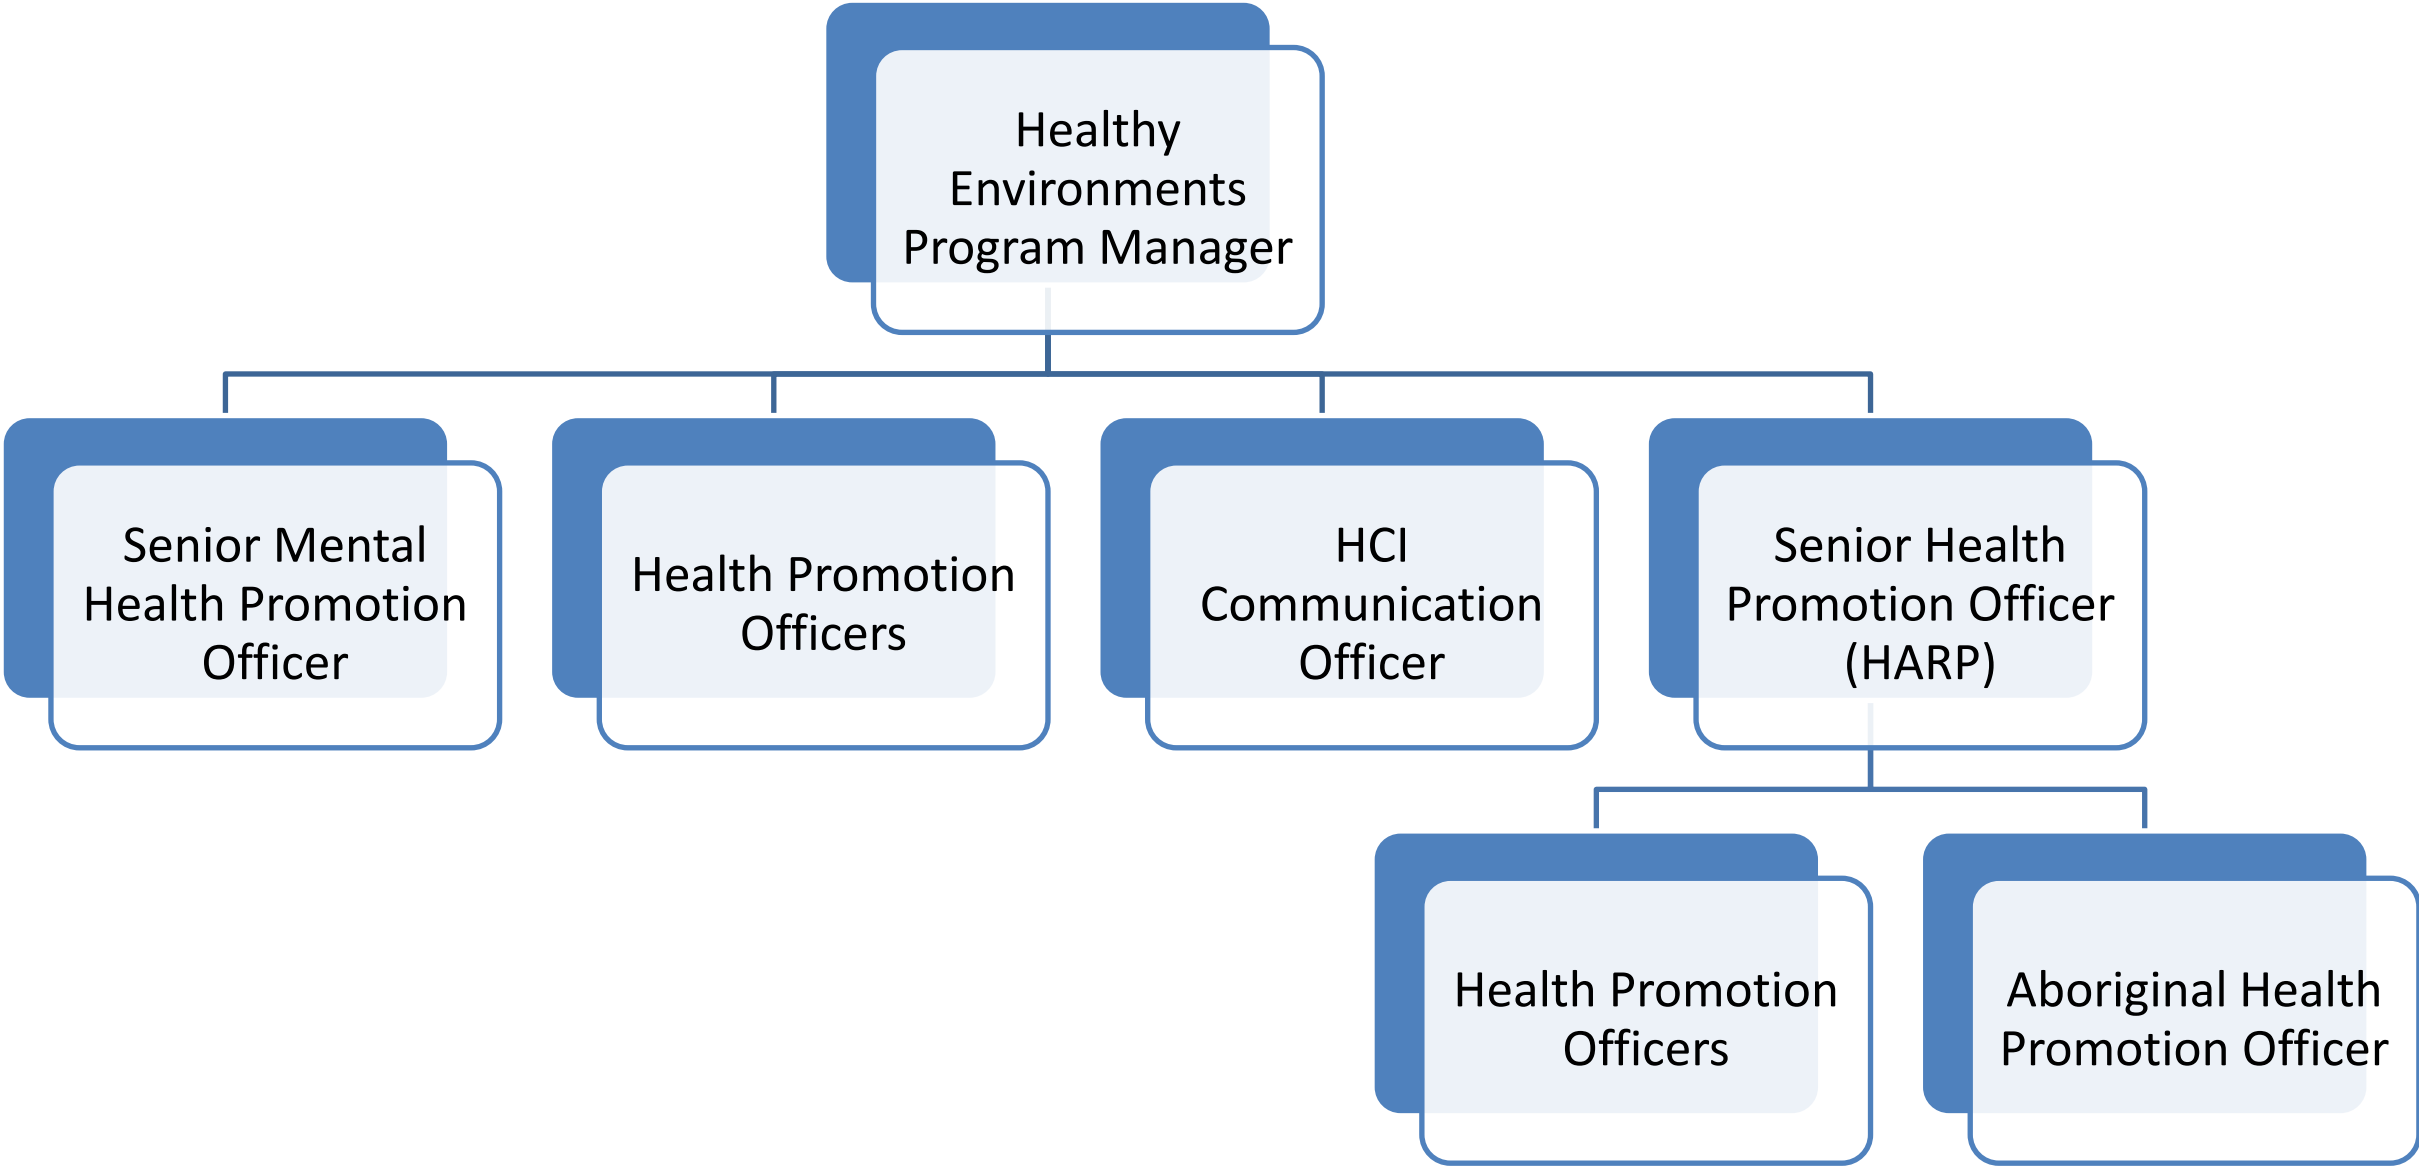 Healthy
Environments
Program Manager
Senior Mental
Health Promotion
Officer
Health Promotion
Officers
HCI
Communication
Officer
Senior Health
Promotion Officer
(HARP)
Health Promotion
Officers
Aboriginal Health
Promotion Officer